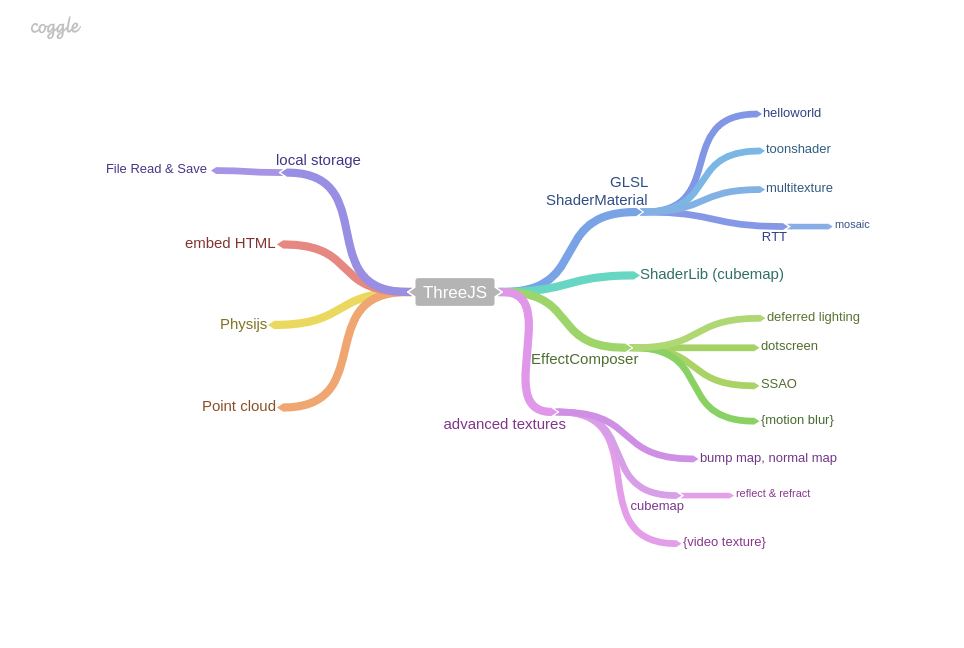 coggle
helloworld
toonshader
multitexture
RTT
mosaic
GLSL
ShaderMaterial
local storage
File Read & Save
embed HTML
Physijs
Point cloud
ThreeJS
ShaderLib (cubemap)
EffectComposer
deferred lighting
dotscreen
SSAO
{motion blur}
advanced textures
bump map, normal map
cubemap
reflect & refract
{video texture}